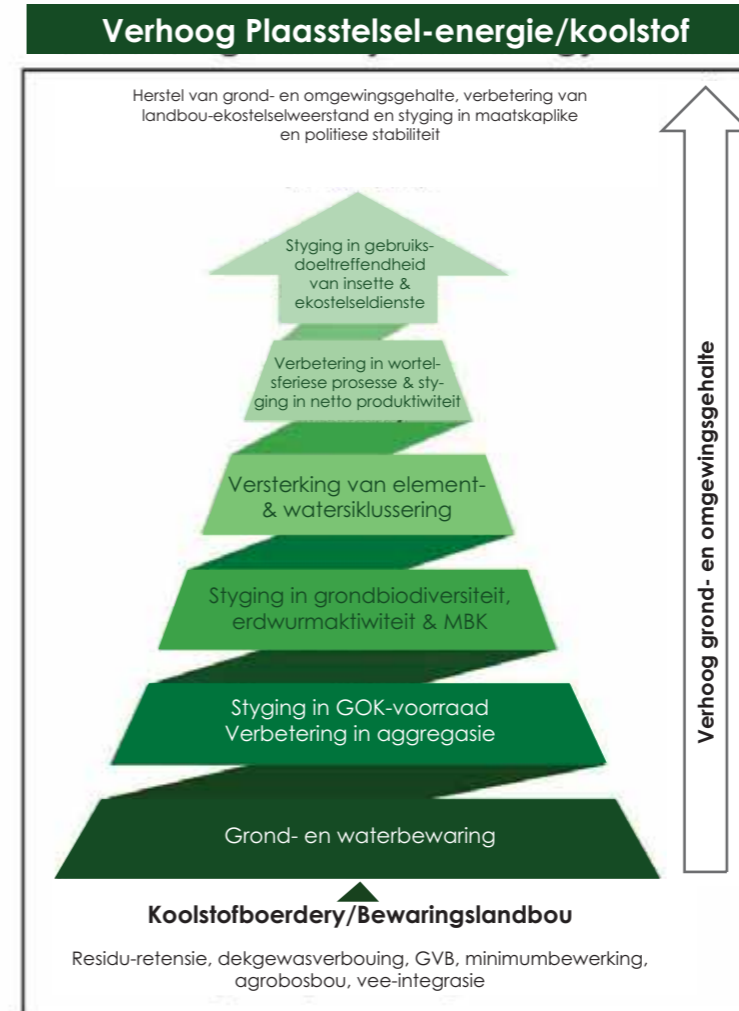 Verhoog Plaasstelsel-energie/koolstof
Herstel van grond- en omgewingsgehalte, verbetering van
landbou-ekostelselweerstand en styging in maatskaplike
en politiese stabiliteit
Styging in gebruiks-
doeltreffendheid
van insette &
ekostelseldienste
Verbetering in wortel-
sferiese prosesse & sty-
ging in netto produktiwiteit
Versterking van element-
& watersiklussering
Styging in grondbiodiversiteit,
erdwurmaktiwiteit & MBK
Styging in GOK-voorraad
Verbetering in aggregasie
Grond- en waterbewaring
Koolstofboerdery/Bewaringslandbou
Residu-retensie, dekgewasverbouing, GVB, minimumbewerking,
agrobosbou, vee-integrasie
Verhoog grond- en omgewingsgehalte